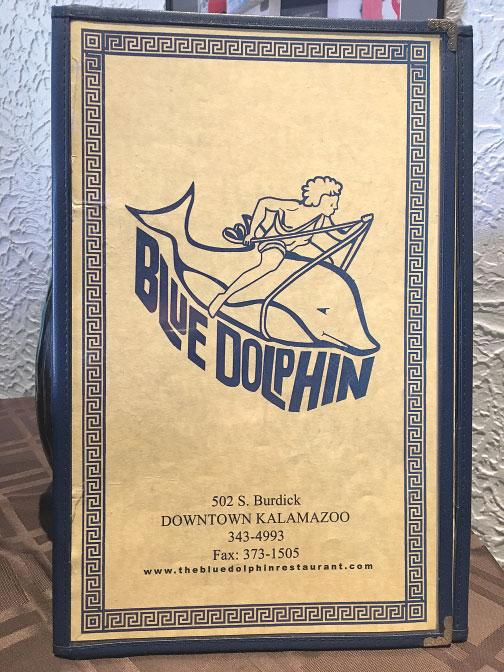 BLUE DOLPHIN
502 S. Burdick
DOWNTOWN KALAMAZOO
343-4993
Fax: 373-1505
www.thebluedolphinrestaurant.com